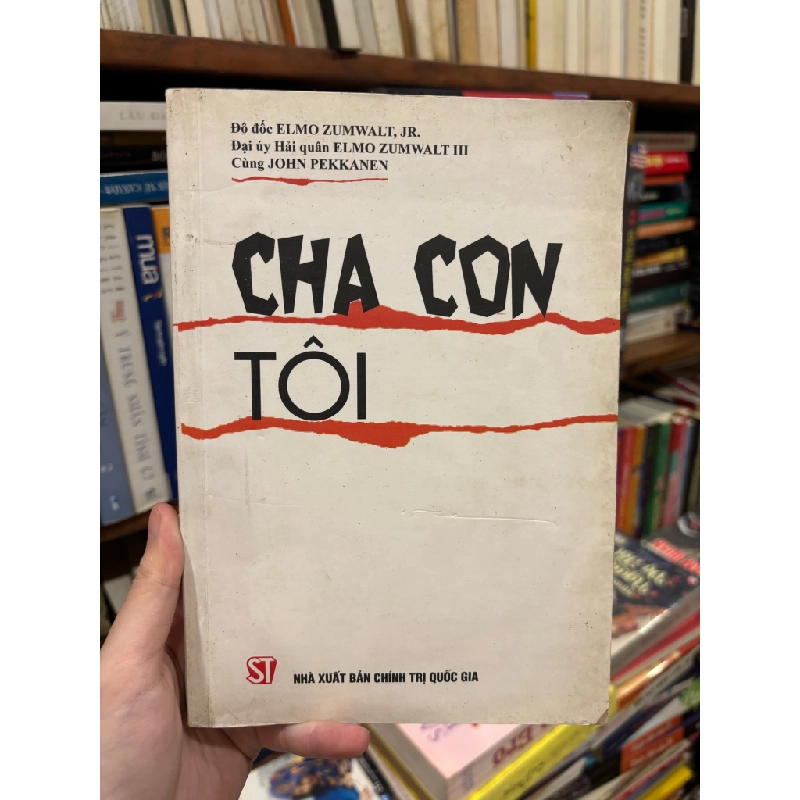 Đô đốc ELMO ZUMWALT, JR.
Đại úy Hải quân ELMO ZUMWALT III
Cùng JOHN PEKKANEN
CHA CON
TÔI
ST
NHÀ XUẤT BẢN CHÍNH TRỊ QUỐC GIA
mưa